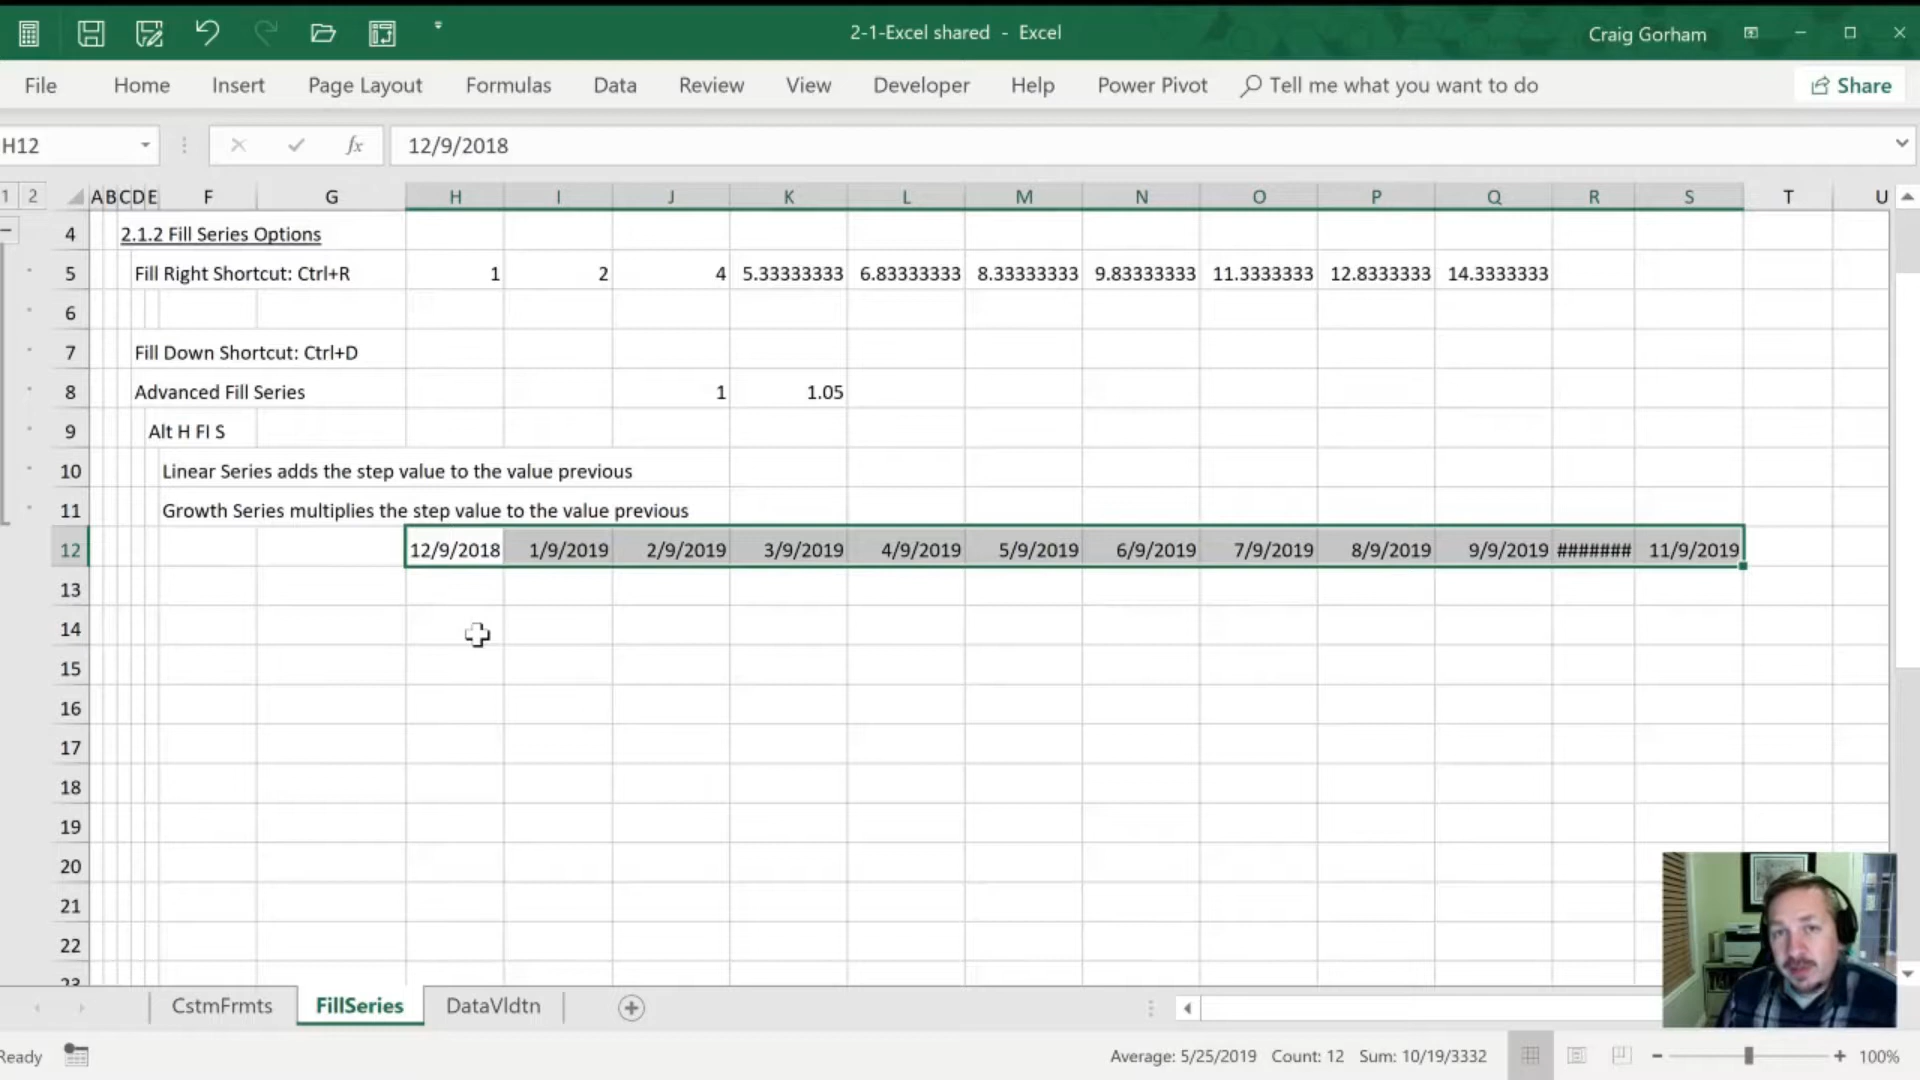 2-1-Excel shared - Excel
Craig Gorham
File Home Insert Page Layout Formulas Data Review View Developer Help Power Pivot Tell me what you want to do Share
H12 fx 12/9/2018
1 2 A B C D E F G H I J K L M N O P Q R S T U
4 2.1.2 Fill Series Options
5 Fill Right Shortcut: Ctrl+R 1 2 4 5.33333333 6.83333333 8.33333333 9.83333333 11.3333333 12.8333333 14.3333333
6
7 Fill Down Shortcut: Ctrl+D
8 Advanced Fill Series 1 1.05
9 Alt H FI S
10 Linear Series adds the step value to the value previous
11 Growth Series multiplies the step value to the value previous
12 12/9/2018 1/9/2019 2/9/2019 3/9/2019 4/9/2019 5/9/2019 6/9/2019 7/9/2019 8/9/2019 9/9/2019 ####### 11/9/2019
13
14
15
16
17
18
19
20
21
22
23
CstmFrmts FillSeries DataVldtn
Ready Average: 5/25/2019 Count: 12 Sum: 10/19/3332 100%